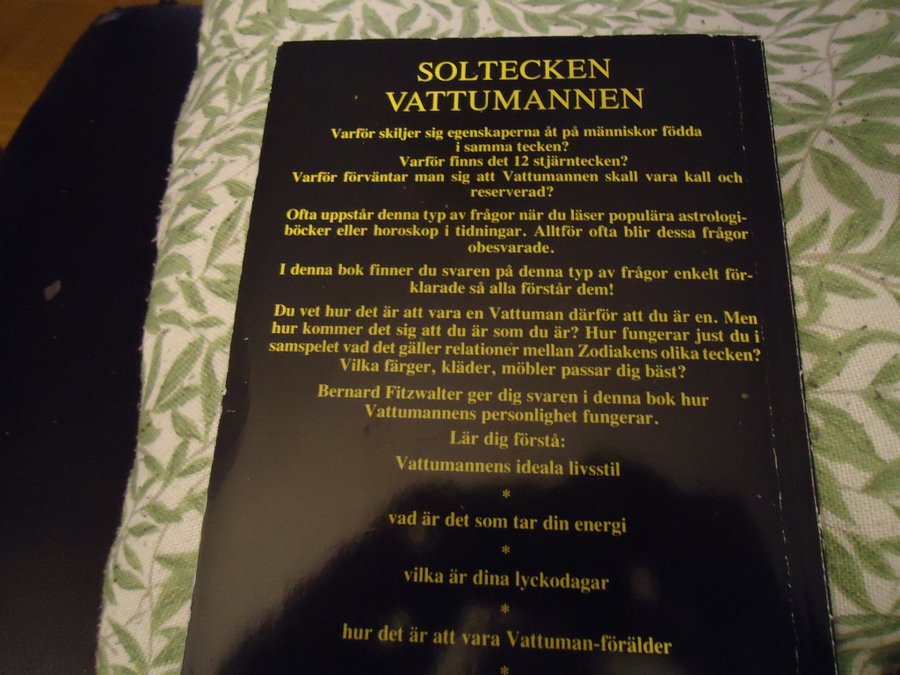 SOLTECKEN
VATTUMANNEN
Varför skiljer sig egenskaperna åt på människor födda
i samma tecken?
Varför finns det 12 stjärntecken?
Varför förväntar man sig att Vattumannen skall vara kall och
reserverad?
Ofta uppstår denna typ av frågor när du läser populära astrologi-
böcker eller horoskop i tidningar. Alltför ofta blir dessa frågor
obesvarade.
I denna bok finner du svaren på denna typ av frågor enkelt för-
klarade så alla förstår dem!
Du vet hur det är att vara en Vattuman därför att du är en. Men
hur kommer det sig att du är som du är? Hur fungerar just du i
samspelet vad det gäller relationer mellan Zodiakens olika tecken?
Vilka färger, kläder, möbler passar dig bäst?
Bernard Fitzwalter ger dig svaren i denna bok hur
Vattumannens personlighet fungerar.
Lär dig förstå:
Vattumannens ideala livsstil
*
vad är det som tar din energi
*
vilka är dina lyckodagar
*
hur det är att vara Vattuman-förälder
*